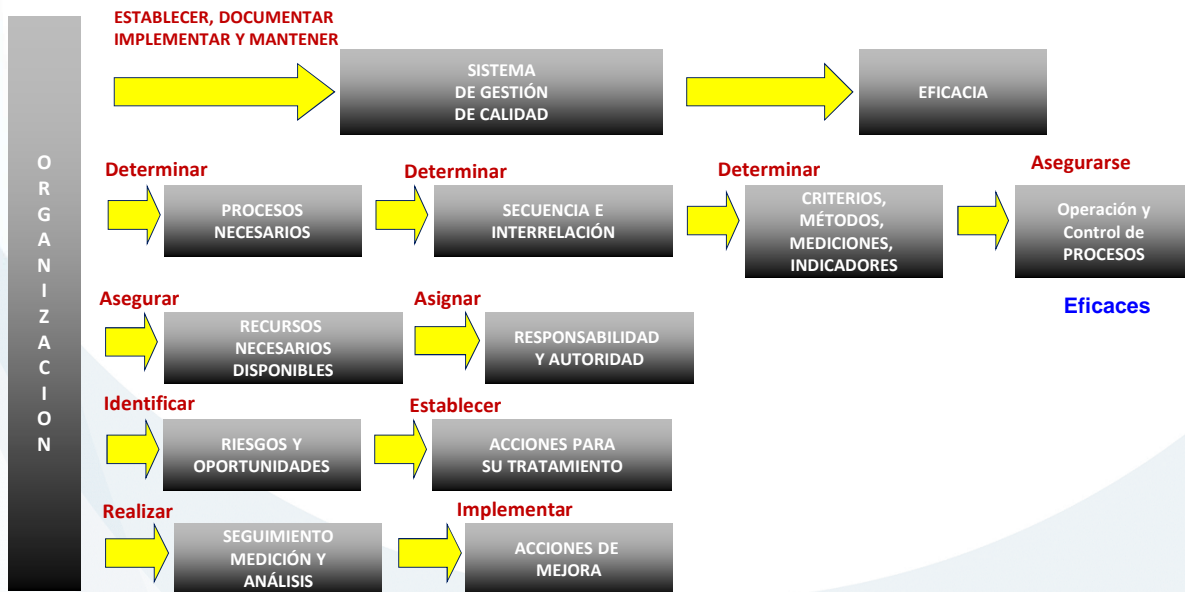 ESTABLECER, DOCUMENTAR
IMPLEMENTAR Y MANTENER
SISTEMA
DE GESTIÓN
DE CALIDAD
EFICACIA
ORGANIZACION
Determinar
PROCESOS
NECESARIOS
Determinar
SECUENCIA E
INTERRELACIÓN
Determinar
CRITERIOS,
MÉTODOS,
MEDICIONES,
INDICADORES
Asegurarse
Operación y
Control de
PROCESOS
Eficaces
Asegurar
RECURSOS
NECESARIOS
DISPONIBLES
Asignar
RESPONSABILIDAD
Y AUTORIDAD
Identificar
RIESGOS Y
OPORTUNIDADES
Establecer
ACCIONES PARA
SU TRATAMIENTO
Realizar
SEGUIMIENTO
MEDICIÓN Y
ANÁLISIS
Implementar
ACCIONES DE
MEJORA